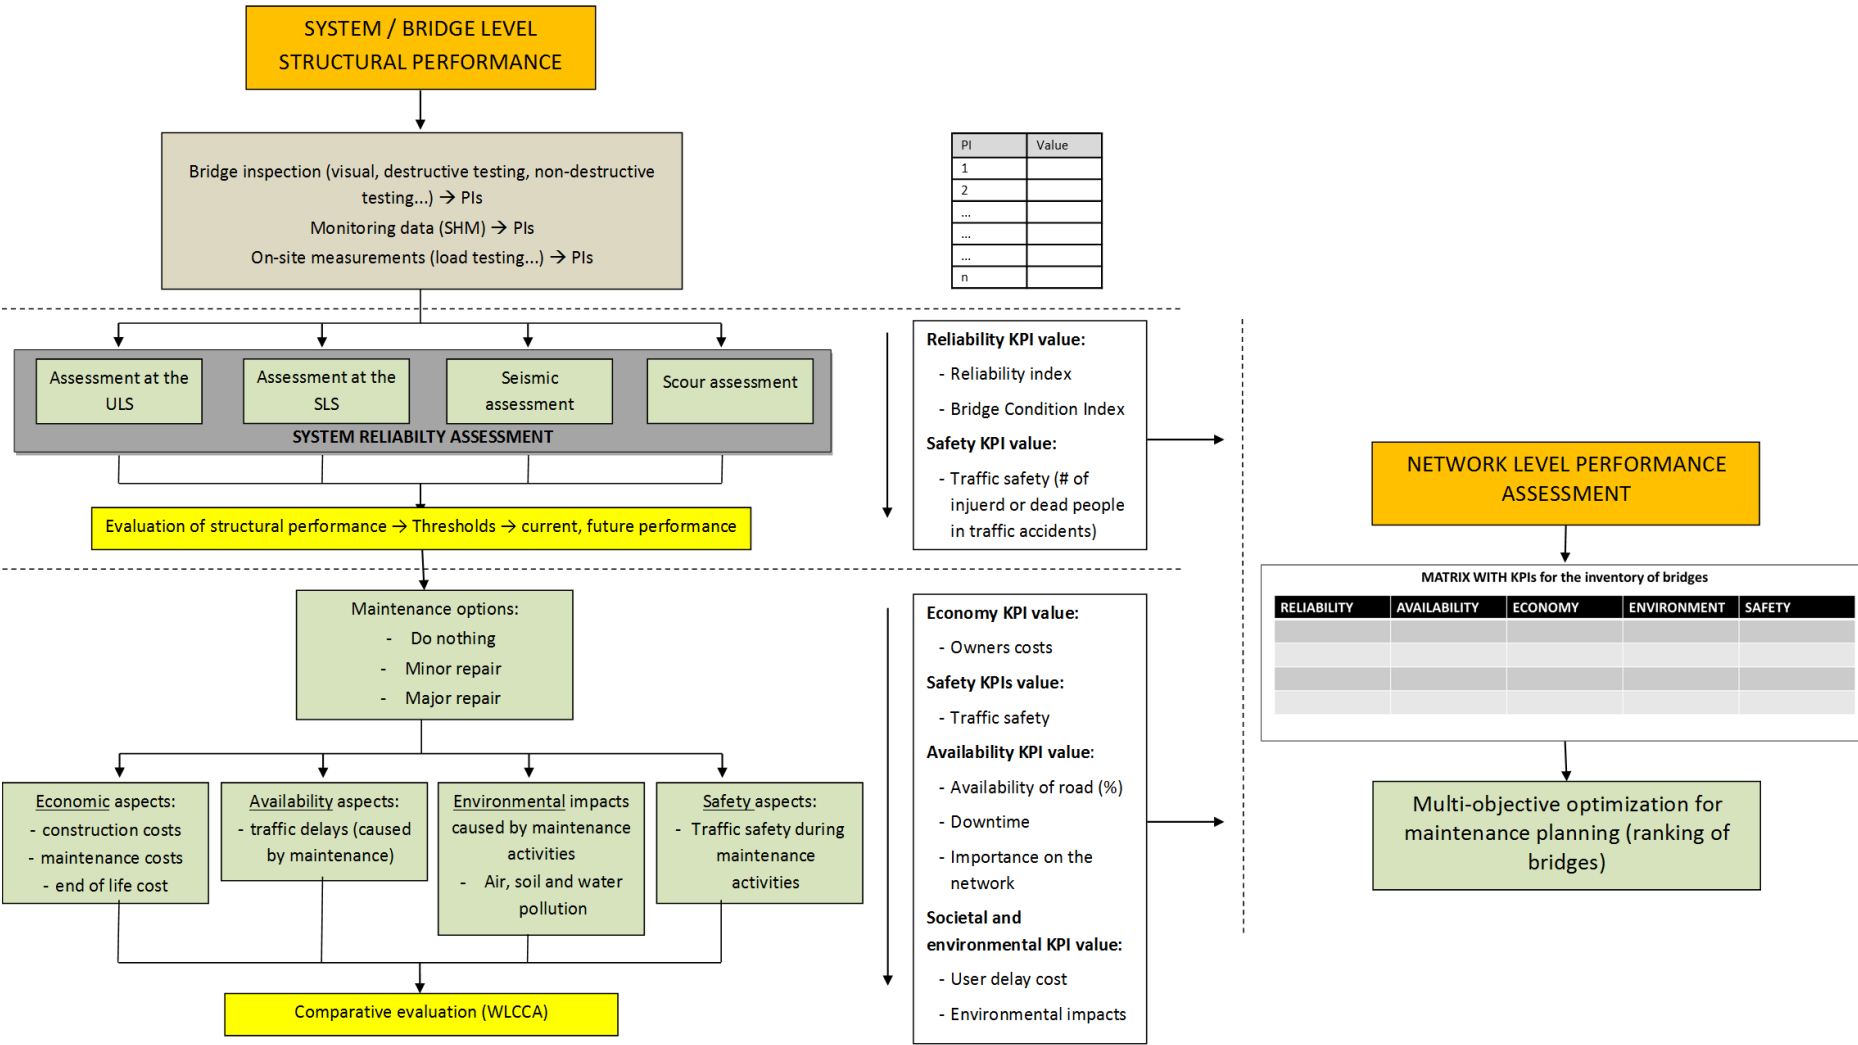 SYSTEM / BRIDGE LEVEL
STRUCTURAL PERFORMANCE
Bridge inspection (visual, destructive testing, non-destructive
testing...) → PIs
Monitoring data (SHM) → PIs
On-site measurements (load testing...) → PIs
PI Value
1
2
...
...
...
n
Assessment at the
ULS
Assessment at the
SLS
Seismic
assessment
Scour assessment
SYSTEM RELIABILTY ASSESSMENT
Evaluation of structural performance → Thresholds → current, future performance
Reliability KPI value:
- Reliability index
- Bridge Condition Index
Safety KPI value:
- Traffic safety (# of
injuerd or dead people
in traffic accidents)
Maintenance options:
- Do nothing
- Minor repair
- Major repair
Economic aspects:
- construction costs
- maintenance costs
- end of life cost
Availability aspects:
- traffic delays (caused
by maintenance)
Environmental impacts
caused by maintenance
activities
- Air, soil and water
pollution
Safety aspects:
- Traffic safety during
maintenance
activities
Comparative evaluation (WLCCA)
Economy KPI value:
- Owners costs
Safety KPIs value:
- Traffic safety
Availability KPI value:
- Availability of road (%)
- Downtime
- Importance on the
network
Societal and
environmental KPI value:
- User delay cost
- Environmental impacts
NETWORK LEVEL PERFORMANCE
ASSESSMENT
MATRIX WITH KPIs for the inventory of bridges
RELIABILITY AVAILABILITY ECONOMY ENVIRONMENT SAFETY
Multi-objective optimization for
maintenance planning (ranking of
bridges)